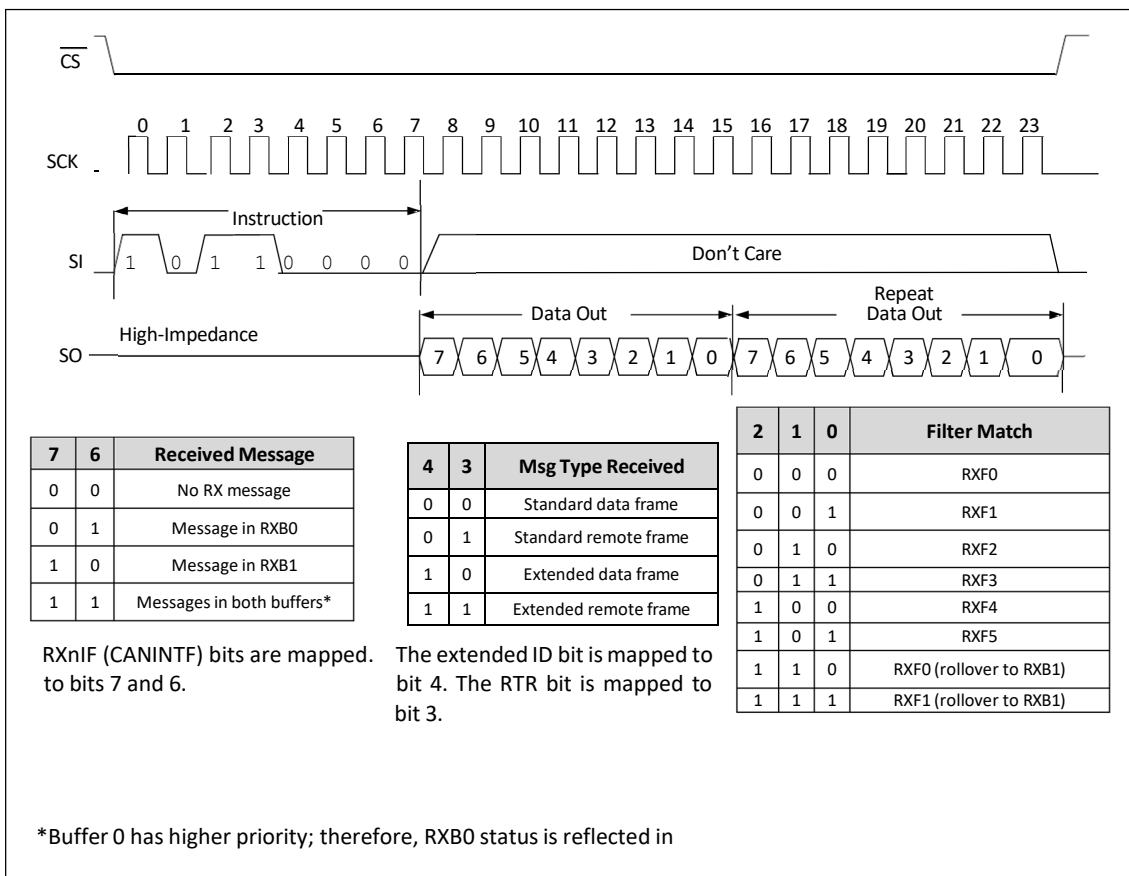 CS
0 1 2 3 4 5 6 7 8 9 10 11 12 13 14 15 16 17 18 19 20 21 22 23
SCK
Instruction
SI
1 0 1 1 0 0 0 0
Don't Care
Repeat
Data Out
Data Out
High-Impedance
SO
7 6 5 4 3 2 1 0 7 6 5 4 3 2 1 0
7 6 Received Message
0 0 No RX message
0 1 Message in RXB0
1 0 Message in RXB1
1 1 Messages in both buffers*
RXnIF (CANINTF) bits are mapped.
to bits 7 and 6.
4 3 Msg Type Received
0 0 Standard data frame
0 1 Standard remote frame
1 0 Extended data frame
1 1 Extended remote frame
The extended ID bit is mapped to
bit 4. The RTR bit is mapped to
bit 3.
2 1 0 Filter Match
0 0 0 RXF0
0 0 1 RXF1
0 1 0 RXF2
0 1 1 RXF3
1 0 0 RXF4
1 0 1 RXF5
1 1 0 RXF0 (rollover to RXB1)
1 1 1 RXF1 (rollover to RXB1)
*Buffer 0 has higher priority; therefore, RXB0 status is reflected in